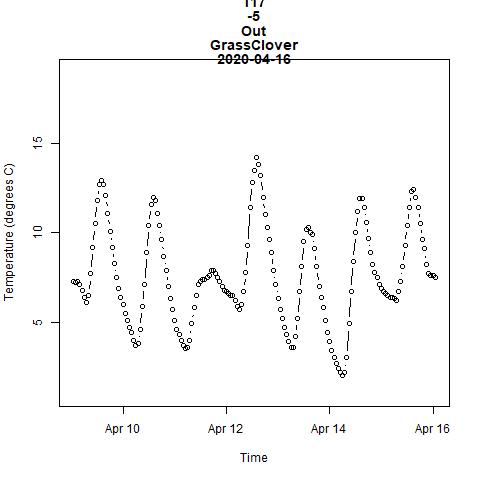 117
-5
Out
GrassClover
2020-04-16
Temperature (degrees C)
15
10
5
Apr 10
Apr 12
Apr 14
Apr 16
Time